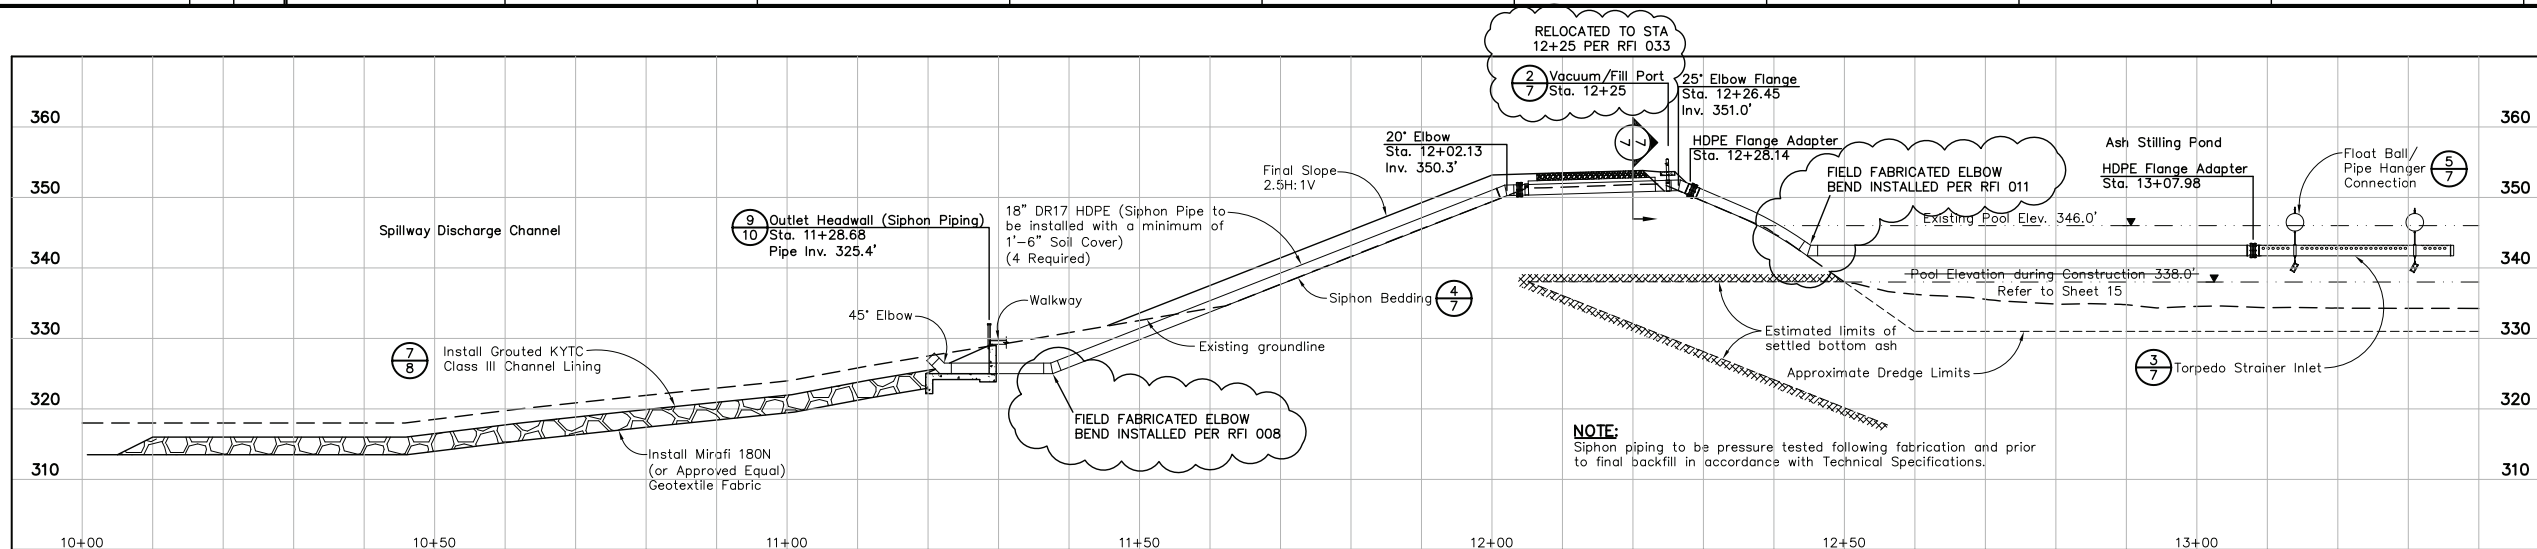 RELOCATED TO STA
12+25 PER RFI 033
2
7
Vacuum/Fill Port
Sta. 12+25
25° Elbow Flange
Sta. 12+26.45
Inv. 351.0'
360
360
20° Elbow
Sta. 12+02.13
Inv. 350.3'
7
7
HDPE Flange Adapter
Sta. 12+28.14
Ash Stilling Pond
HDPE Flange Adapter
Sta. 13+07.98
Float Ball/
Pipe Hanger
Connection
5
7
Final Slope
2.5H:1V
FIELD FABRICATED ELBOW
BEND INSTALLED PER RFI 011
350
350
9
10
Outlet Headwall (Siphon Piping)
Sta. 11+28.68
Pipe Inv. 325.4'
18" DR17 HDPE (Siphon Pipe to
be installed with a minimum of
1'-6" Soil Cover)
(4 Required)
Existing Pool Elev. 346.0'
Spillway Discharge Channel
340
340
Pool Elevation during Construction 338.0'
Refer to Sheet 15
Siphon Bedding
4
7
Walkway
45° Elbow
330
330
Estimated limits of
settled bottom ash
Existing groundline
7
8
Install Grouted KYTC
Class III Channel Lining
Approximate Dredge Limits
3
7
Torpedo Strainer Inlet
320
320
FIELD FABRICATED ELBOW
BEND INSTALLED PER RFI 008
NOTE:
Siphon piping to be pressure tested following fabrication and prior
to final backfill in accordance with Technical Specifications.
Install Mirafi 180N
(or Approved Equal)
Geotextile Fabric
310
310
10+00
10+50
11+00
11+50
12+00
12+50
13+00